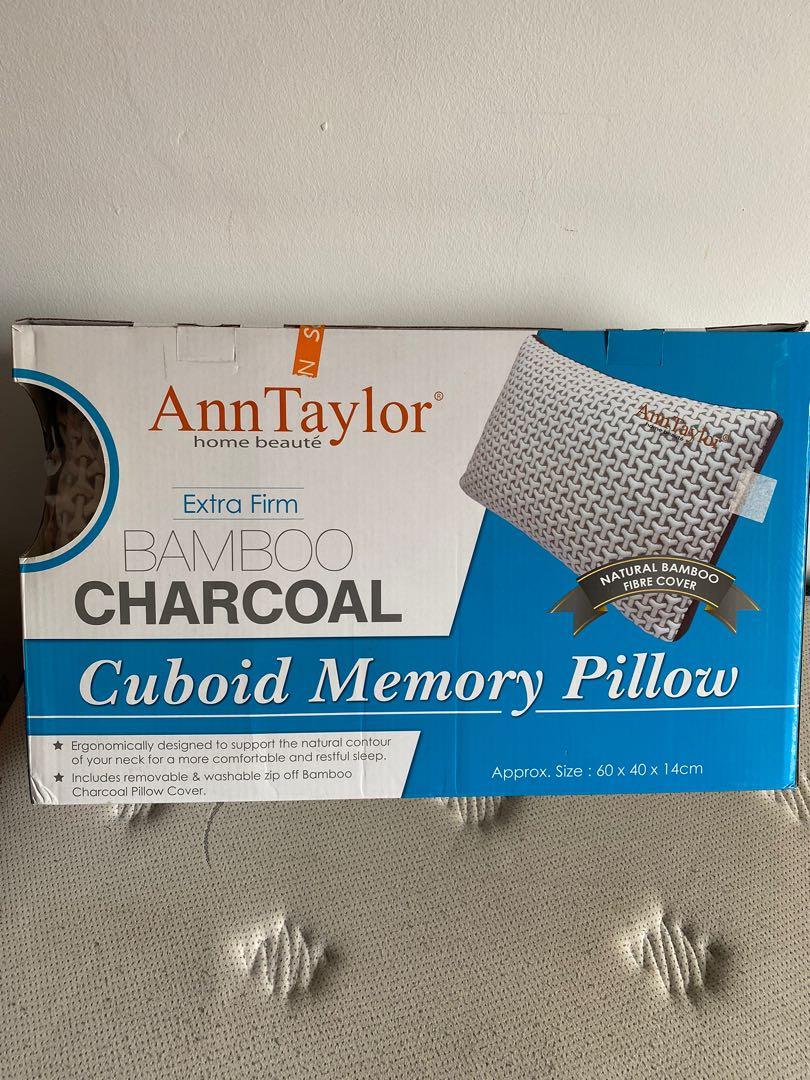 AnnTaylor®
home beauté
Extra Firm
BAMBOO
CHARCOAL
AnnTaylor®
NATURAL BAMBOO
FIBRE COVER
Cuboid Memory Pillow
★ Ergonomically designed to support the natural contour
of your neck for a more comfortable and restful sleep.
★ Includes removable & washable zip off Bamboo
Charcoal Pillow Cover.
Approx. Size : 60 x 40 x 14cm